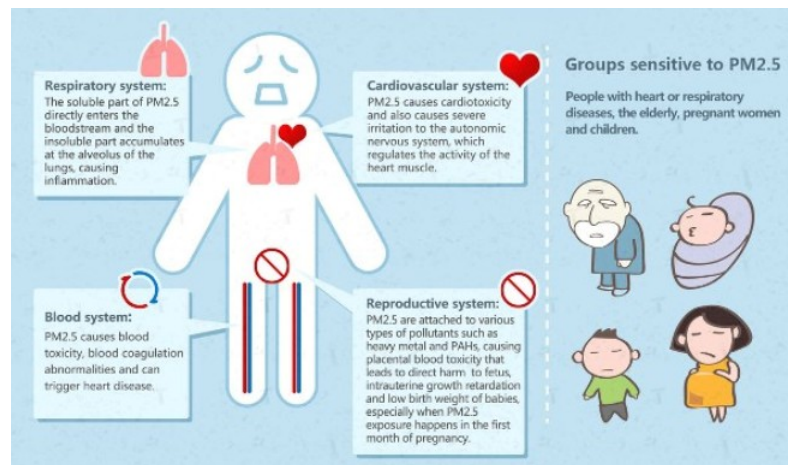 Respiratory system:
The soluble part of PM2.5
directly enters the
bloodstream and the
insoluble part accumulates
at the alveolus of the
lungs, causing
inflammation.
Cardiovascular system:
PM2.5 causes cardiotoxicity
and also causes severe
irritation to the autonomic
nervous system, which
regulates the activity of the
heart muscle.
Blood system:
PM2.5 causes blood
toxicity, blood coagulation
abnormalities and can
trigger heart disease.
Reproductive system:
PM2.5 are attached to various
types of pollutants such as
heavy metal and PAHs, causing
placental blood toxicity that
leads to direct harm to fetus,
intrauterine growth retardation
and low birth weight of babies,
especially when PM2.5
exposure happens in the first
month of pregnancy.
Groups sensitive to PM2.5
People with heart or respiratory
diseases, the elderly, pregnant women
and children.